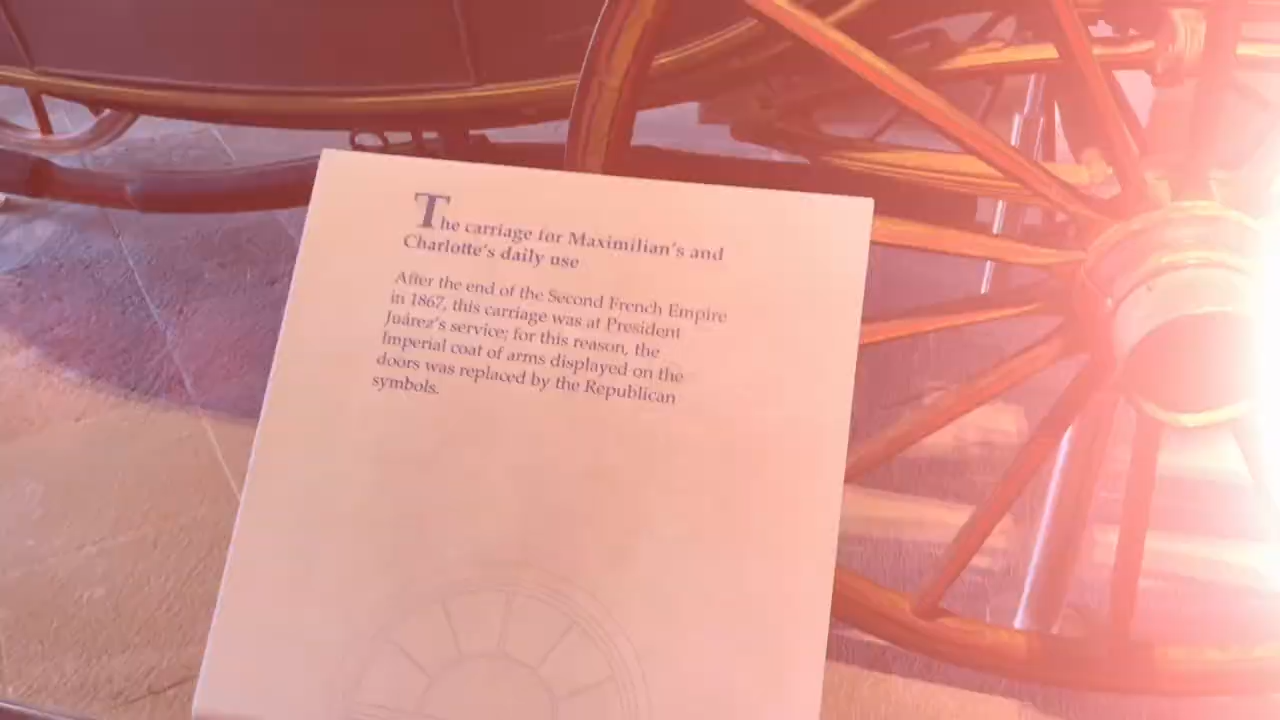 The carriage for Maximilian's and
Charlotte's daily use
After the end of the Second French Empire
in 1867, this carriage was at President
Juárez's service; for this reason, the
Imperial coat of arms displayed on the
doors was replaced by the Republican
symbols.